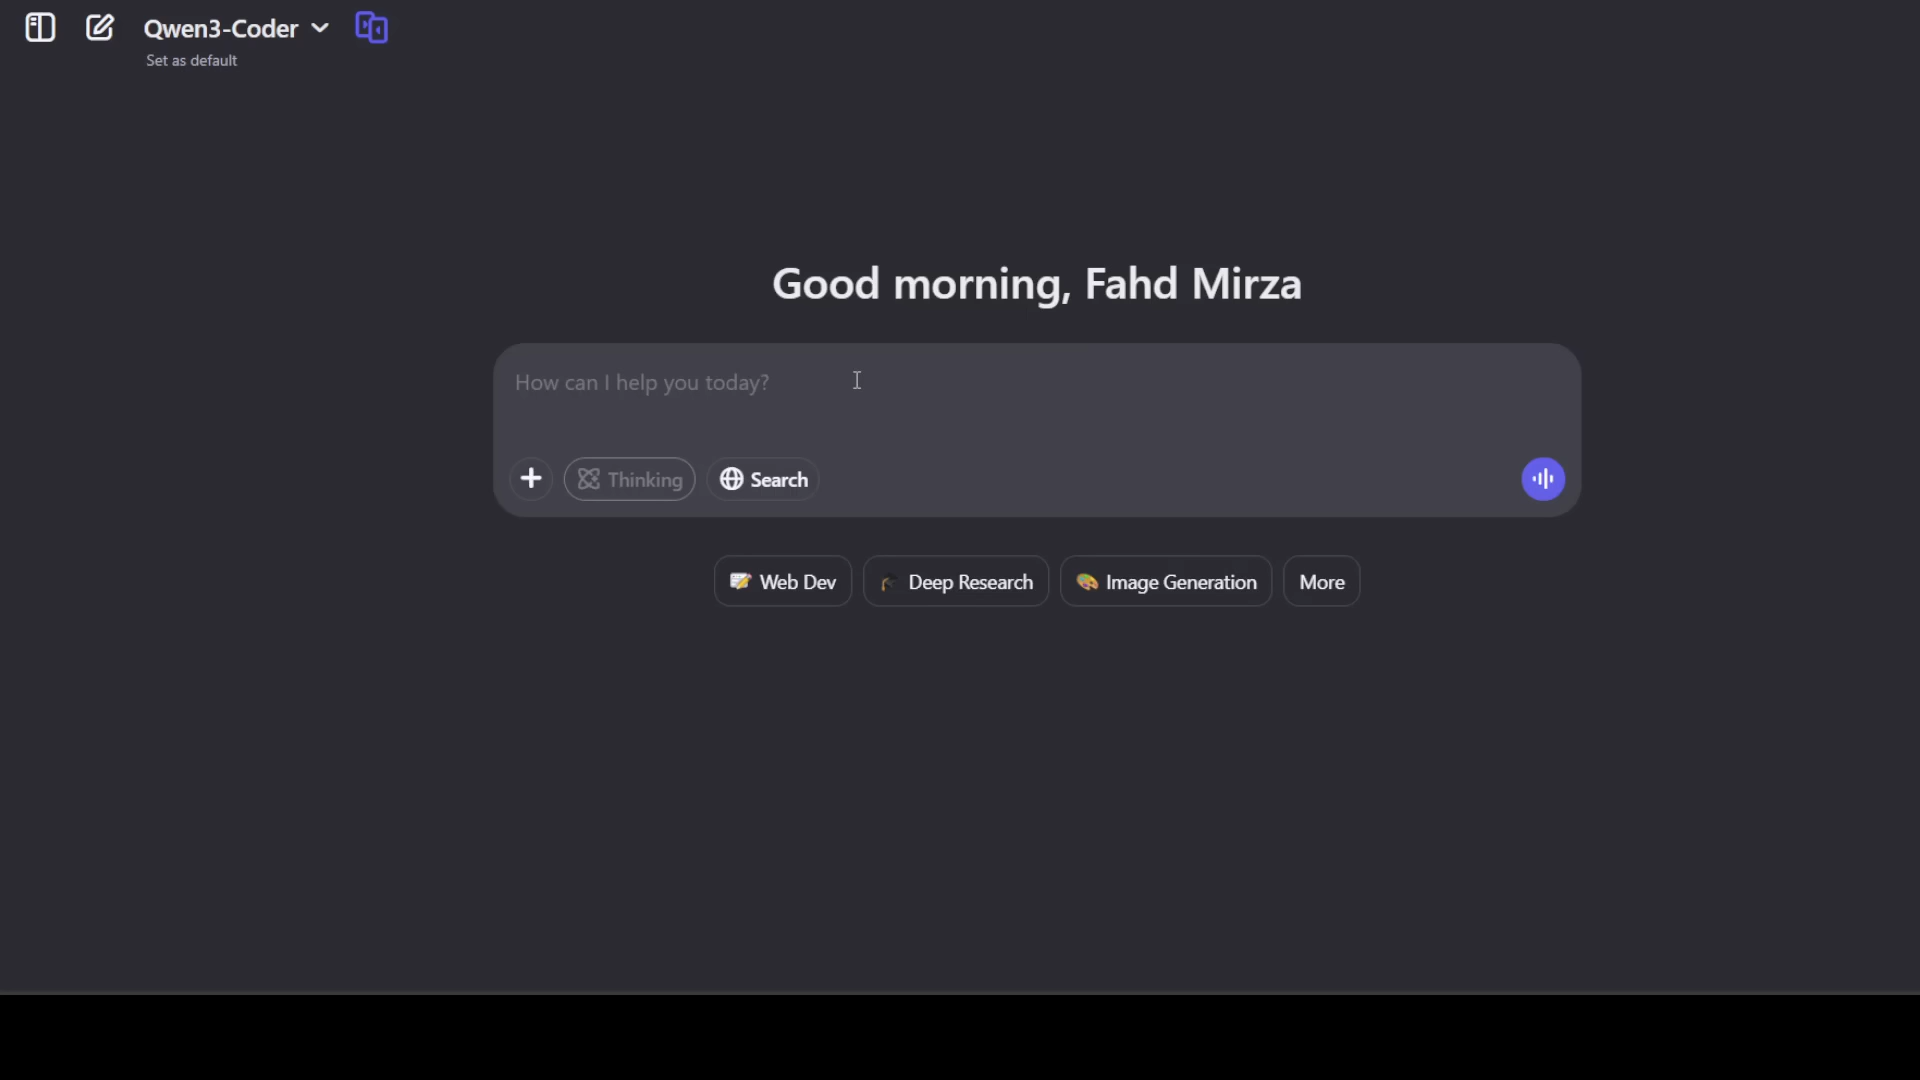 Qwen3-Coder
Set as default
Good morning, Fahd Mirza
How can I help you today?
Thinking
Search
Web Dev
Deep Research
Image Generation
More